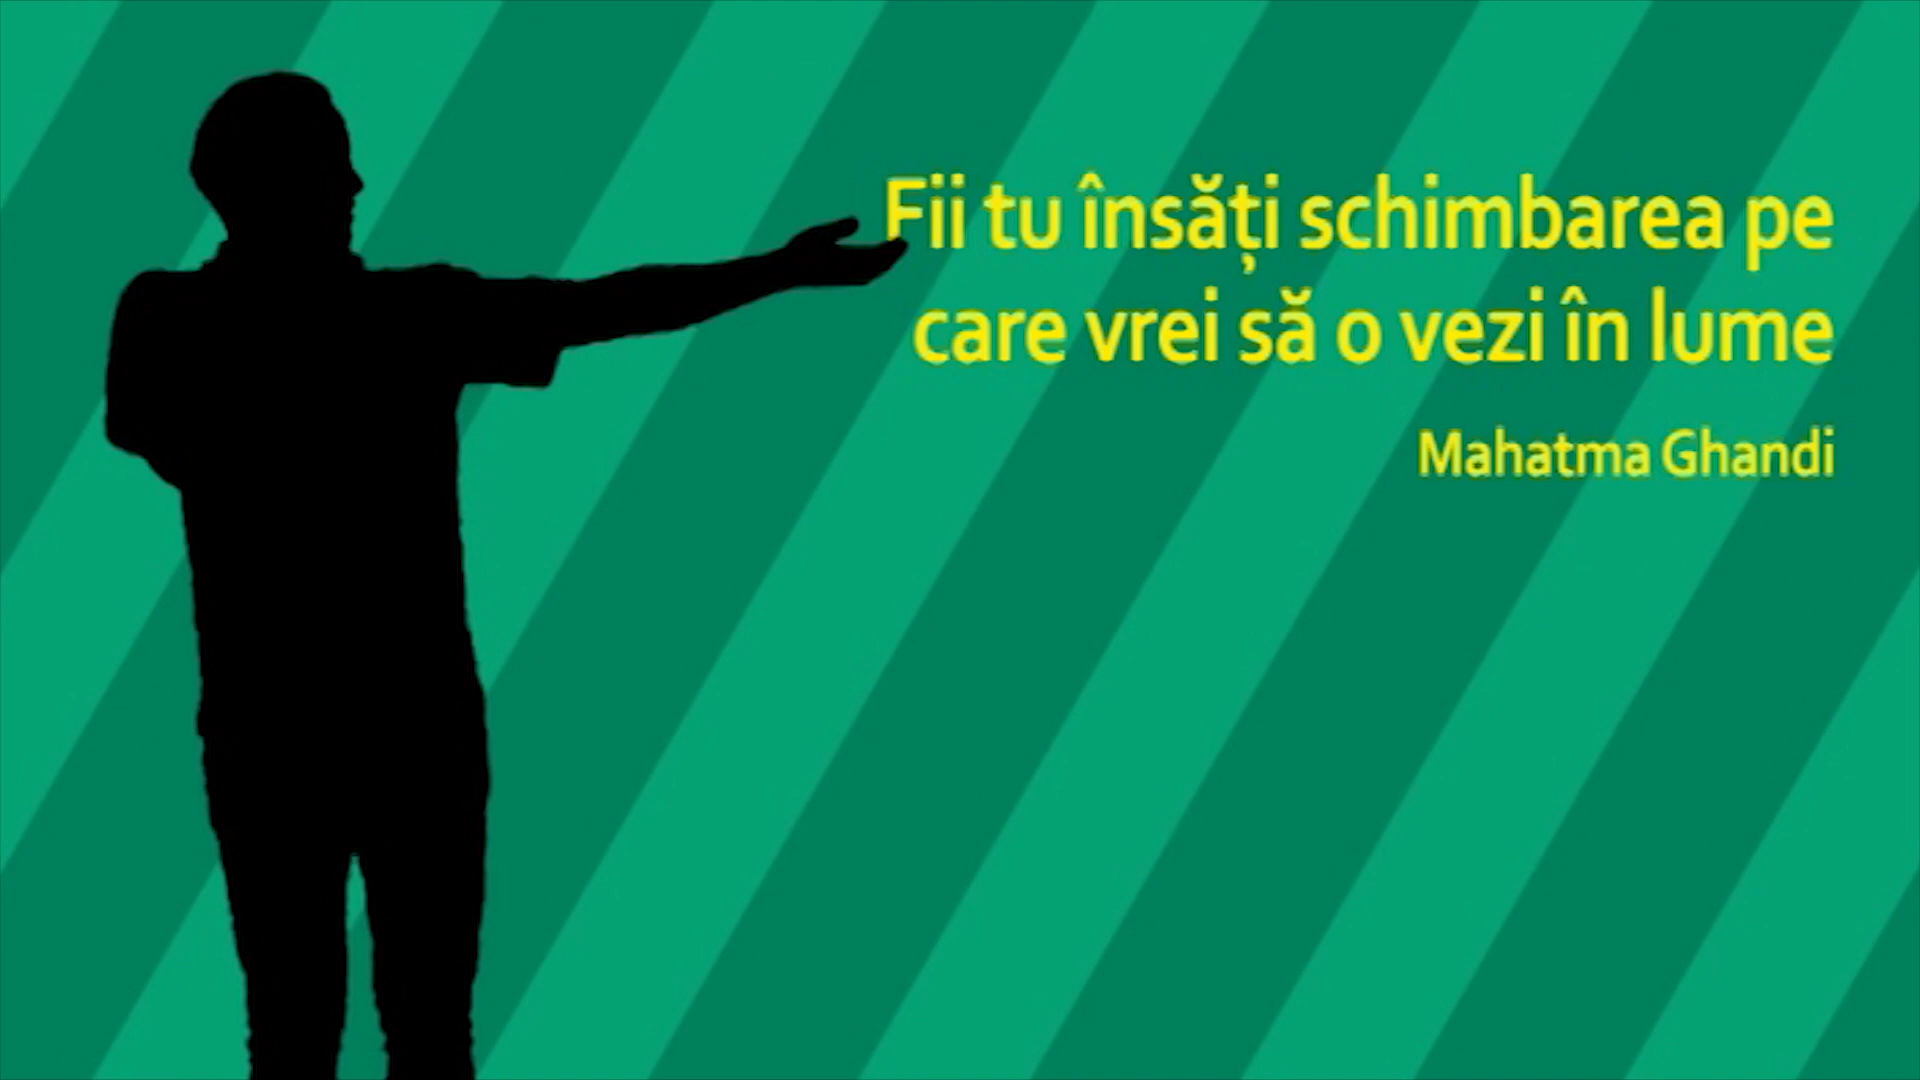 Fii tu însăți schimbarea pe
care vrei să o vezi în lume
Mahatma Ghandi